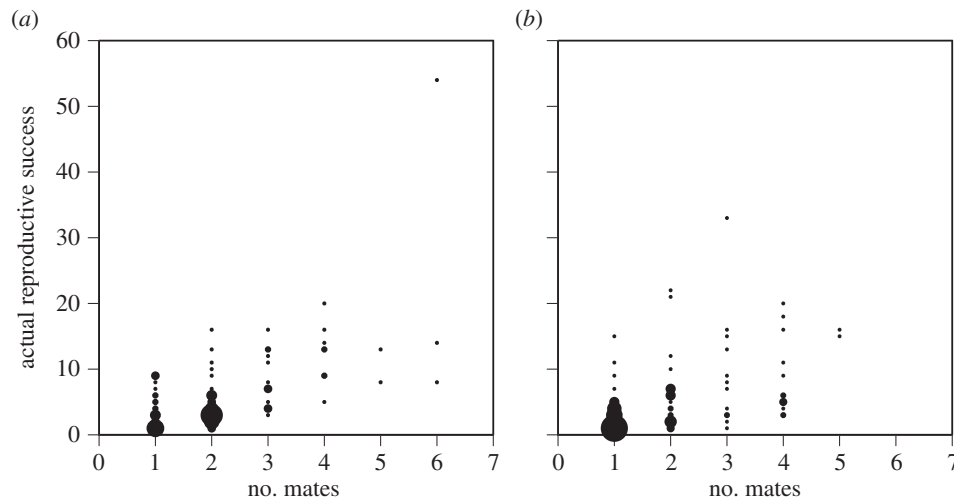 (a)
(b)
60
50
40
30
20
10
0
actual reproductive success
0 1 2 3 4 5 6 7
0 1 2 3 4 5 6 7
no. mates
no. mates